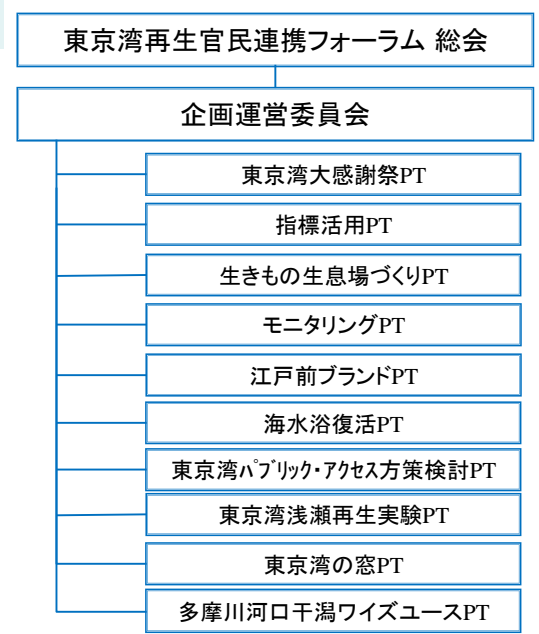 東京湾再生官民連携フォーラム 総会
企画運営委員会
東京湾大感謝祭PT
指標活用PT
生きもの生息場づくりPT
モニタリングPT
江戸前ブランドPT
海水浴復活PT
東京湾パブリック・アクセス方策検討PT
東京湾浅瀬再生実験PT
東京湾の窓PT
多摩川河口干潟ワイズユースPT